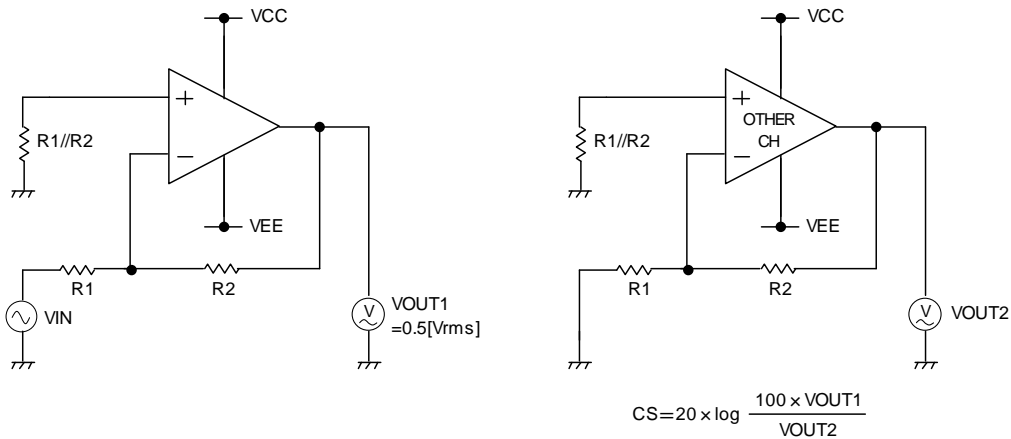 VCC
R1//R2
+
−
VEE
R1
R2
VIN
V
VOUT1
=0.5[Vrms]
VCC
R1//R2
+
OTHER
CH
−
VEE
R1
R2
V
VOUT2
CS=20×log 100×VOUT1
VOUT2